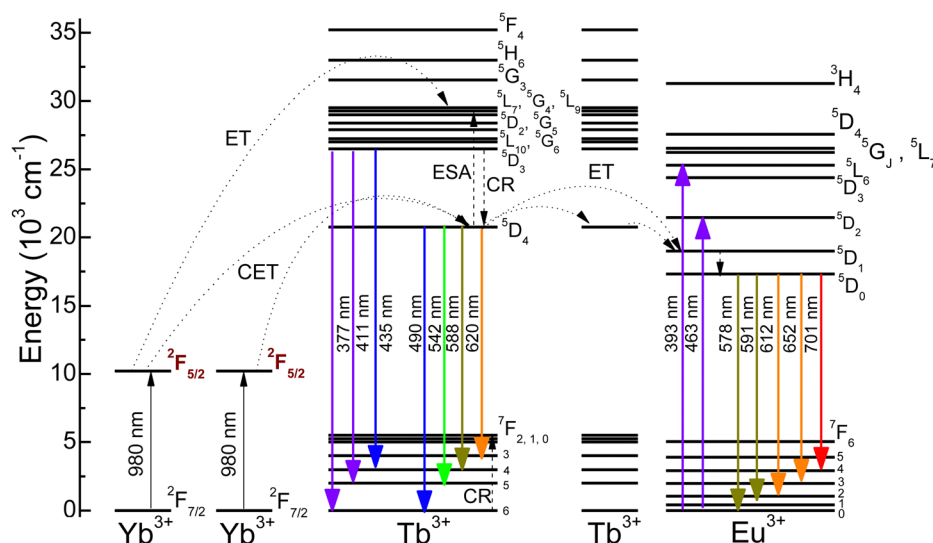 Energy (10³ cm⁻¹)
35
30
25
20
15
10
5
0
ET
CET
²F₅/₂
²F₅/₂
980 nm
980 nm
²F₇/₂
²F₇/₂
Yb³⁺
Yb³⁺
⁵F₄
⁵H₆
⁵G₃
⁵L₇, ⁵G₄, ⁵L₉
⁵D₂, ⁵G₅
⁵L₁₀, ⁵G₆
⁵D₃
ESA
CR
⁵D₄
377 nm
411 nm
435 nm
490 nm
542 nm
588 nm
620 nm
⁷F₂,₁,₀
3
4
5
6
CR
Tb³⁺
ET
Tb³⁺
³H₄
⁵D₄
⁵G_J , ⁵L₇
⁵L₆
⁵D₃
⁵D₂
⁵D₁
⁵D₀
393 nm
463 nm
578 nm
591 nm
612 nm
652 nm
701 nm
⁷F₆
5
4
3
2
1
0
Eu³⁺